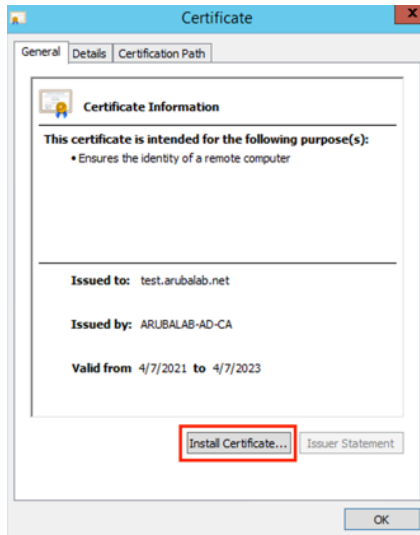 Certificate
x
General Details Certification Path
Certificate Information
This certificate is intended for the following purpose(s):
• Ensures the identity of a remote computer
Issued to: test.arubalab.net
Issued by: ARUBALAB-AD-CA
Valid from 4/7/2021 to 4/7/2023
Install Certificate... Issuer Statement
OK